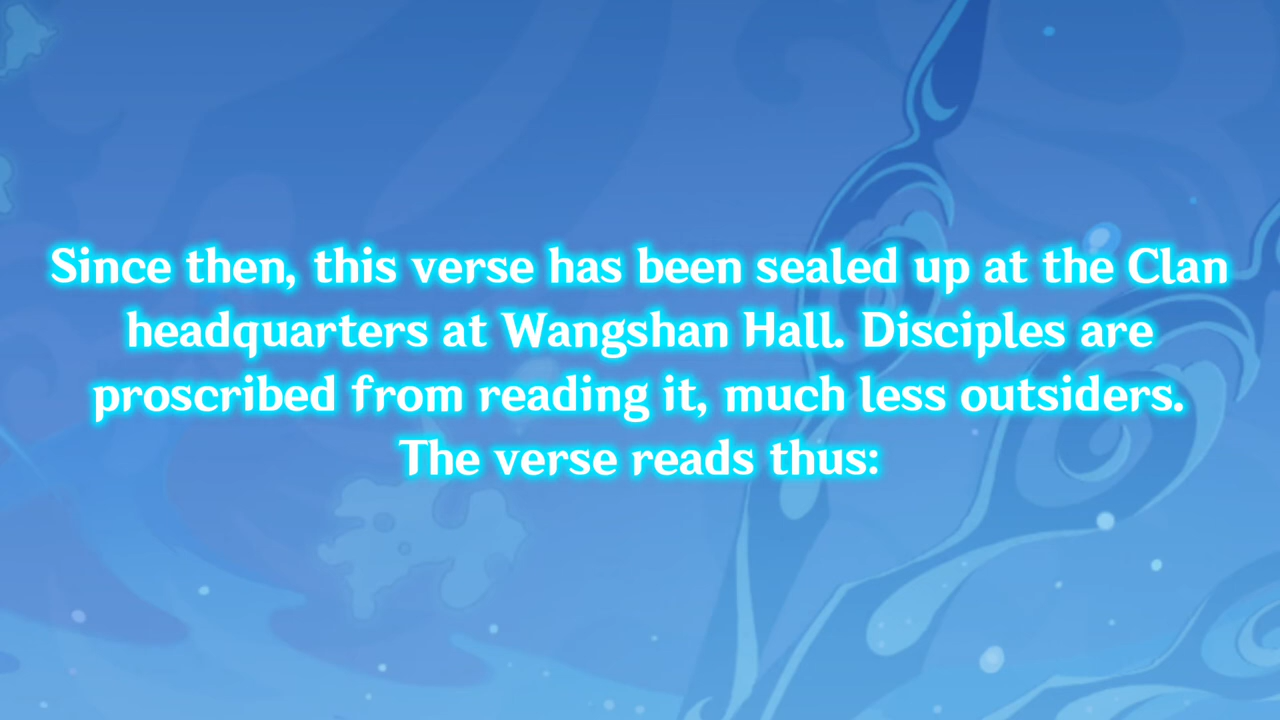 Since then, this verse has been sealed up at the Clan
headquarters at Wangshan Hall. Disciples are
proscribed from reading it, much less outsiders.
The verse reads thus: